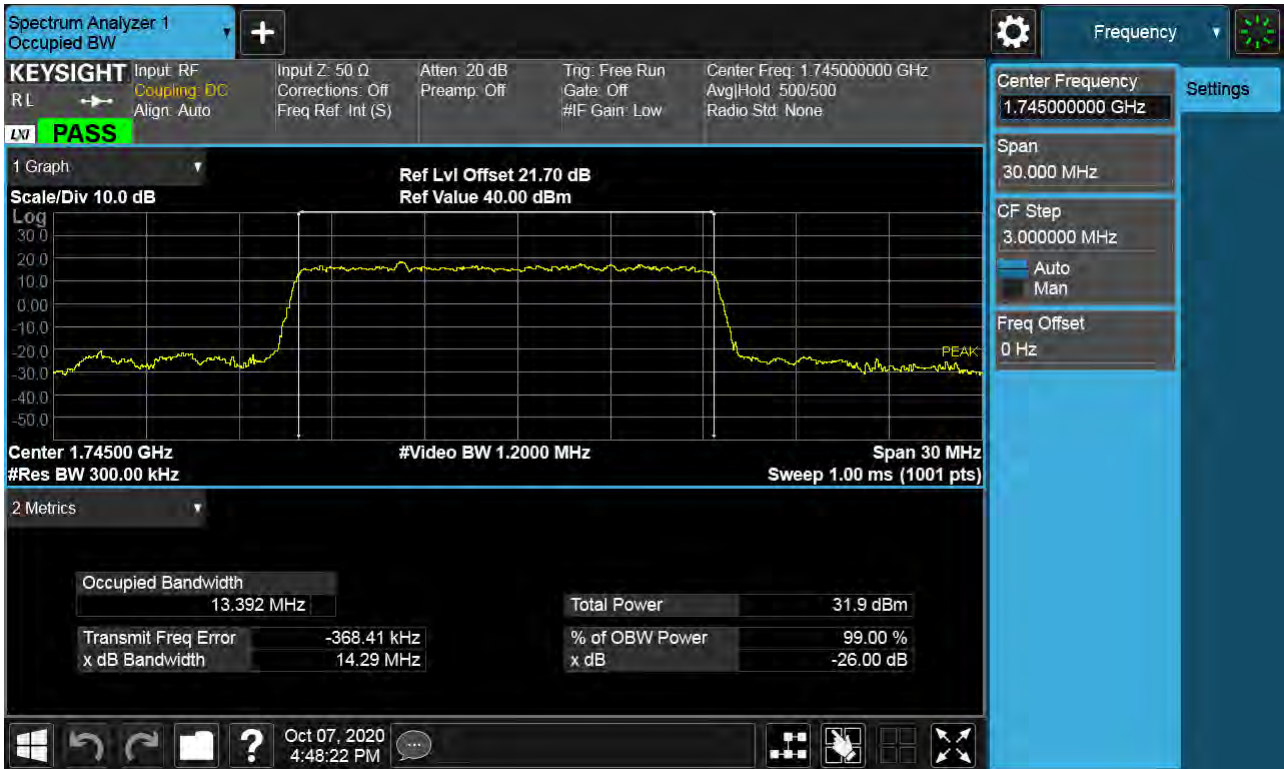 Spectrum Analyzer 1
Occupied BW
Frequency
KEYSIGHT
RL
LXI
PASS
Input: RF
Coupling: DC
Align: Auto
Input Z: 50 Ω
Corrections: Off
Freq Ref: Int (S)
Atten: 20 dB
Preamp: Off
Trig: Free Run
Gate: Off
#IF Gain: Low
Center Freq: 1.745000000 GHz
Avg|Hold: 500/500
Radio Std: None
Center Frequency
1.745000000 GHz
Settings
Span
30.000 MHz
CF Step
3.000000 MHz
Auto
Man
Freq Offset
0 Hz
1 Graph
Scale/Div 10.0 dB
Ref Lvl Offset 21.70 dB
Ref Value 40.00 dBm
Log
30.0
20.0
10.0
0.00
-10.0
-20.0
-30.0
-40.0
-50.0
PEAK
Center 1.74500 GHz
#Video BW 1.2000 MHz
Span 30 MHz
#Res BW 300.00 kHz
Sweep 1.00 ms (1001 pts)
2 Metrics
Occupied Bandwidth
13.392 MHz
Total Power 31.9 dBm
Transmit Freq Error -368.41 kHz
% of OBW Power 99.00 %
x dB Bandwidth 14.29 MHz
x dB -26.00 dB
Oct 07, 2020
4:48:22 PM